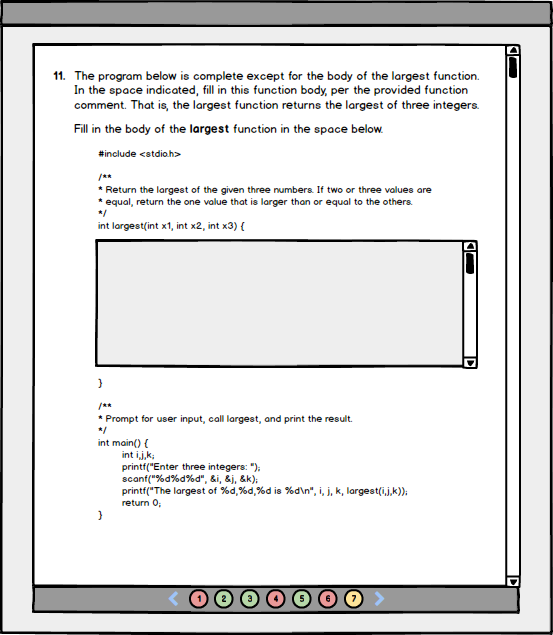 11. The program below is complete except for the body of the largest function.
In the space indicated, fill in this function body, per the provided function
comment. That is, the largest function returns the largest of three integers.
Fill in the body of the largest function in the space below.
#include <stdio.h>
/**
* Return the largest of the given three numbers. If two or three values are
* equal, return the one value that is larger than or equal to the others.
*/
int largest(int x1, int x2, int x3) {
}
/**
* Prompt for user input, call largest, and print the result.
*/
int main() {
int i,j,k;
printf("Enter three integers: ");
scanf("%d%d%d", &i, &j, &k);
printf("The largest of %d,%d,%d is %d\n", i, j, k, largest(i,j,k));
return 0;
}
1 2 3 4 5 6 7